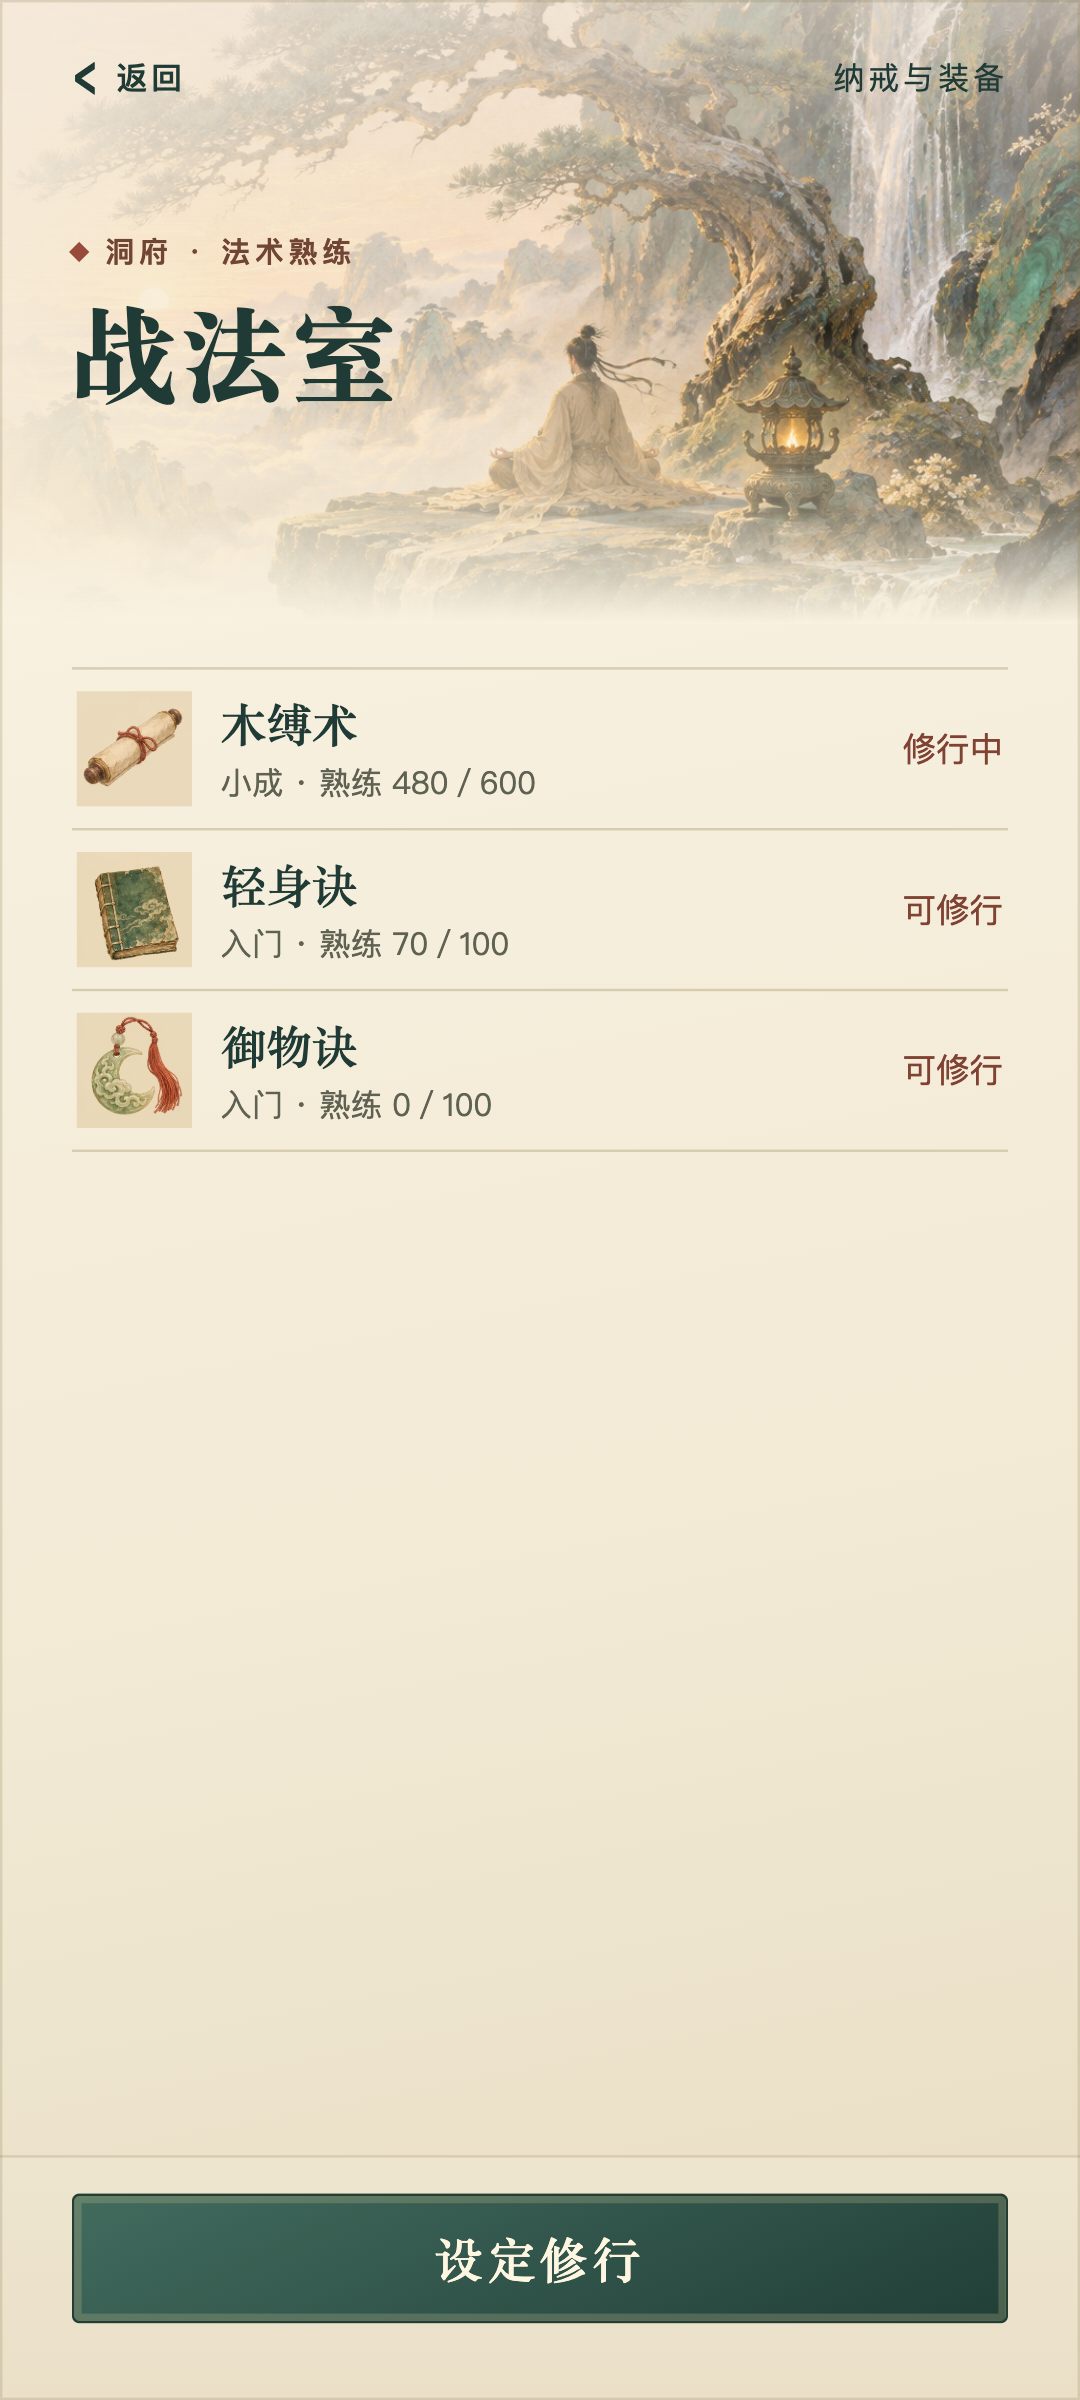 返回
纳戒与装备
洞府 · 法术熟练
战法室
木缚术
小成 · 熟练 480 / 600
修行中
轻身诀
入门 · 熟练 70 / 100
可修行
御物诀
入门 · 熟练 0 / 100
可修行
设定修行